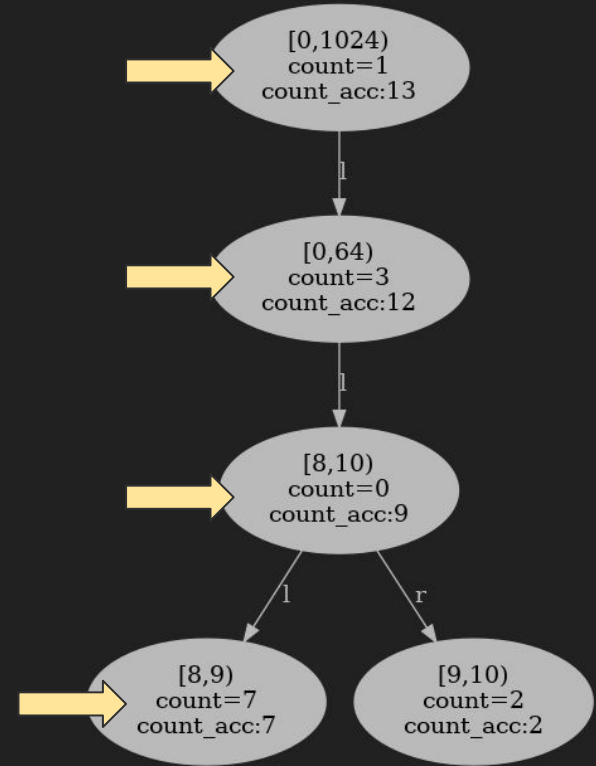 [0,1024)
count=1
count_acc:13
l
[0,64)
count=3
count_acc:12
l
[8,10)
count=0
count_acc:9
l
r
[8,9)
count=7
count_acc:7
[9,10)
count=2
count_acc:2